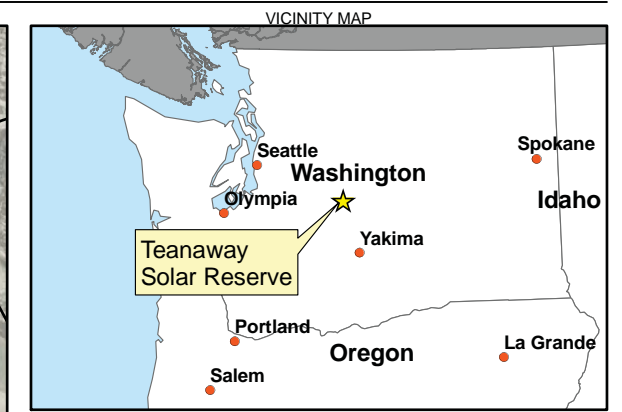 VICINITY MAP
Seattle
Spokane
Washington
Olympia
Idaho
Teanaway
Solar Reserve
Yakima
Portland
Oregon
La Grande
Salem